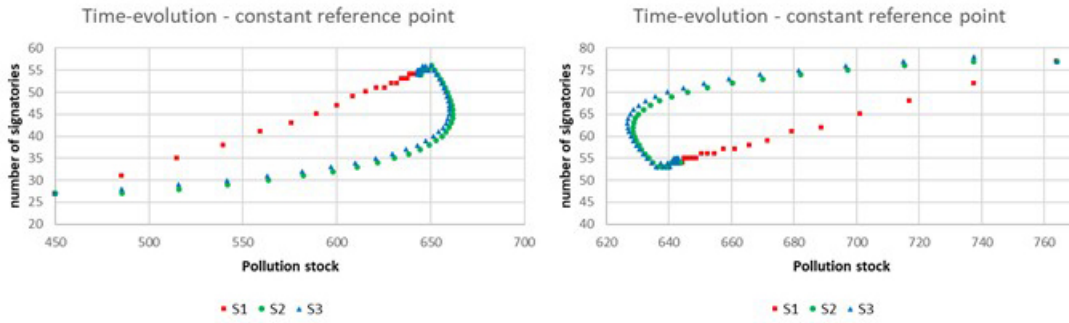 Time-evolution - constant reference point
60
55
50
45
40
35
30
25
20
number of signatories
450 500 550 600 650 700
Pollution stock
S1 S2 S3
Time-evolution - constant reference point
80
75
70
65
60
55
50
45
40
number of signatories
620 640 660 680 700 720 740 760
Pollution stock
S1 S2 S3